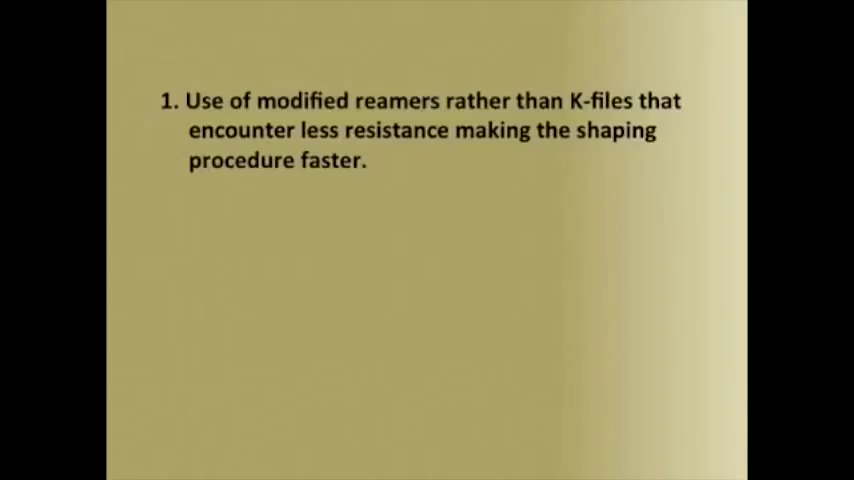 1. Use of modified reamers rather than K-files that
encounter less resistance making the shaping
procedure faster.